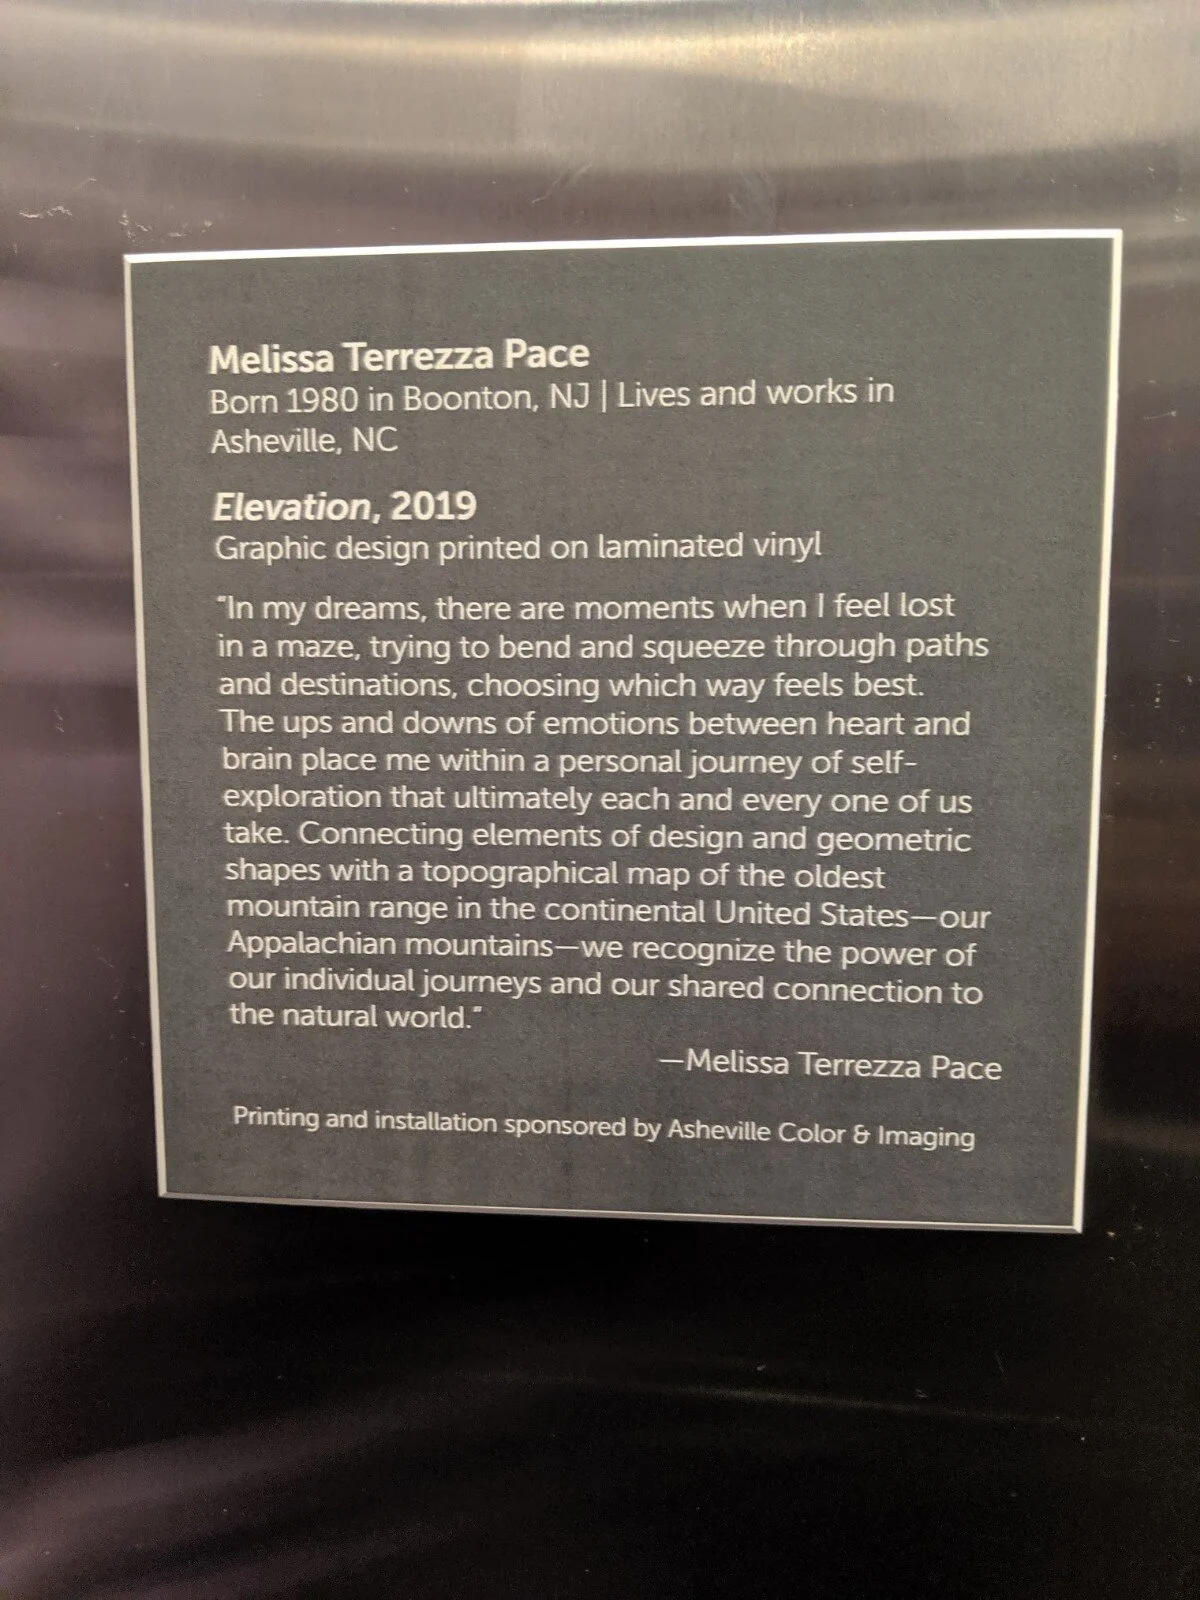 Melissa Terrezza Pace
Born 1980 in Boonton, NJ | Lives and works in
Asheville, NC
Elevation, 2019
Graphic design printed on laminated vinyl
"In my dreams, there are moments when I feel lost
in a maze, trying to bend and squeeze through paths
and destinations, choosing which way feels best.
The ups and downs of emotions between heart and
brain place me within a personal journey of self-
exploration that ultimately each and every one of us
take. Connecting elements of design and geometric
shapes with a topographical map of the oldest
mountain range in the continental United States—our
Appalachian mountains—we recognize the power of
our individual journeys and our shared connection to
the natural world."
—Melissa Terrezza Pace
Printing and installation sponsored by Asheville Color & Imaging